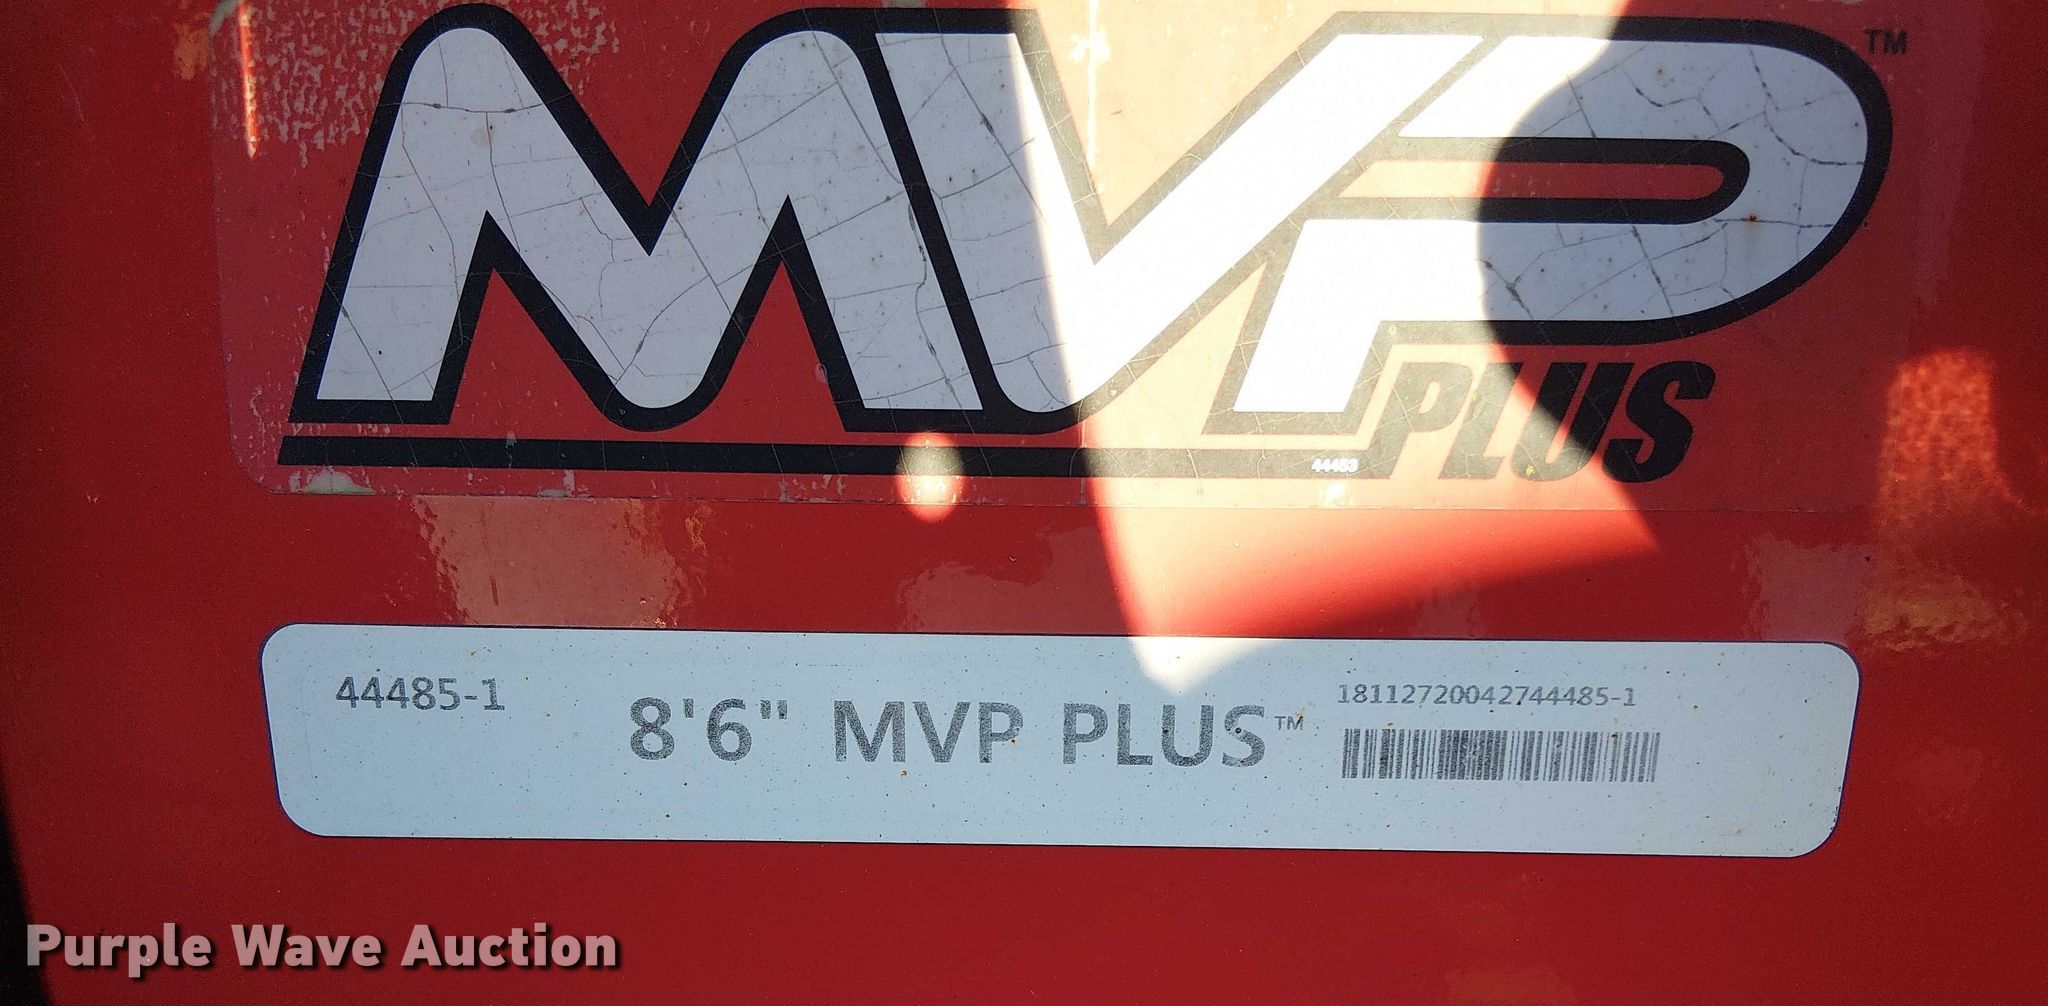 MVP™
PLUS
44483
44485-1
8'6" MVP PLUS™
18112720042744485-1
Purple Wave Auction